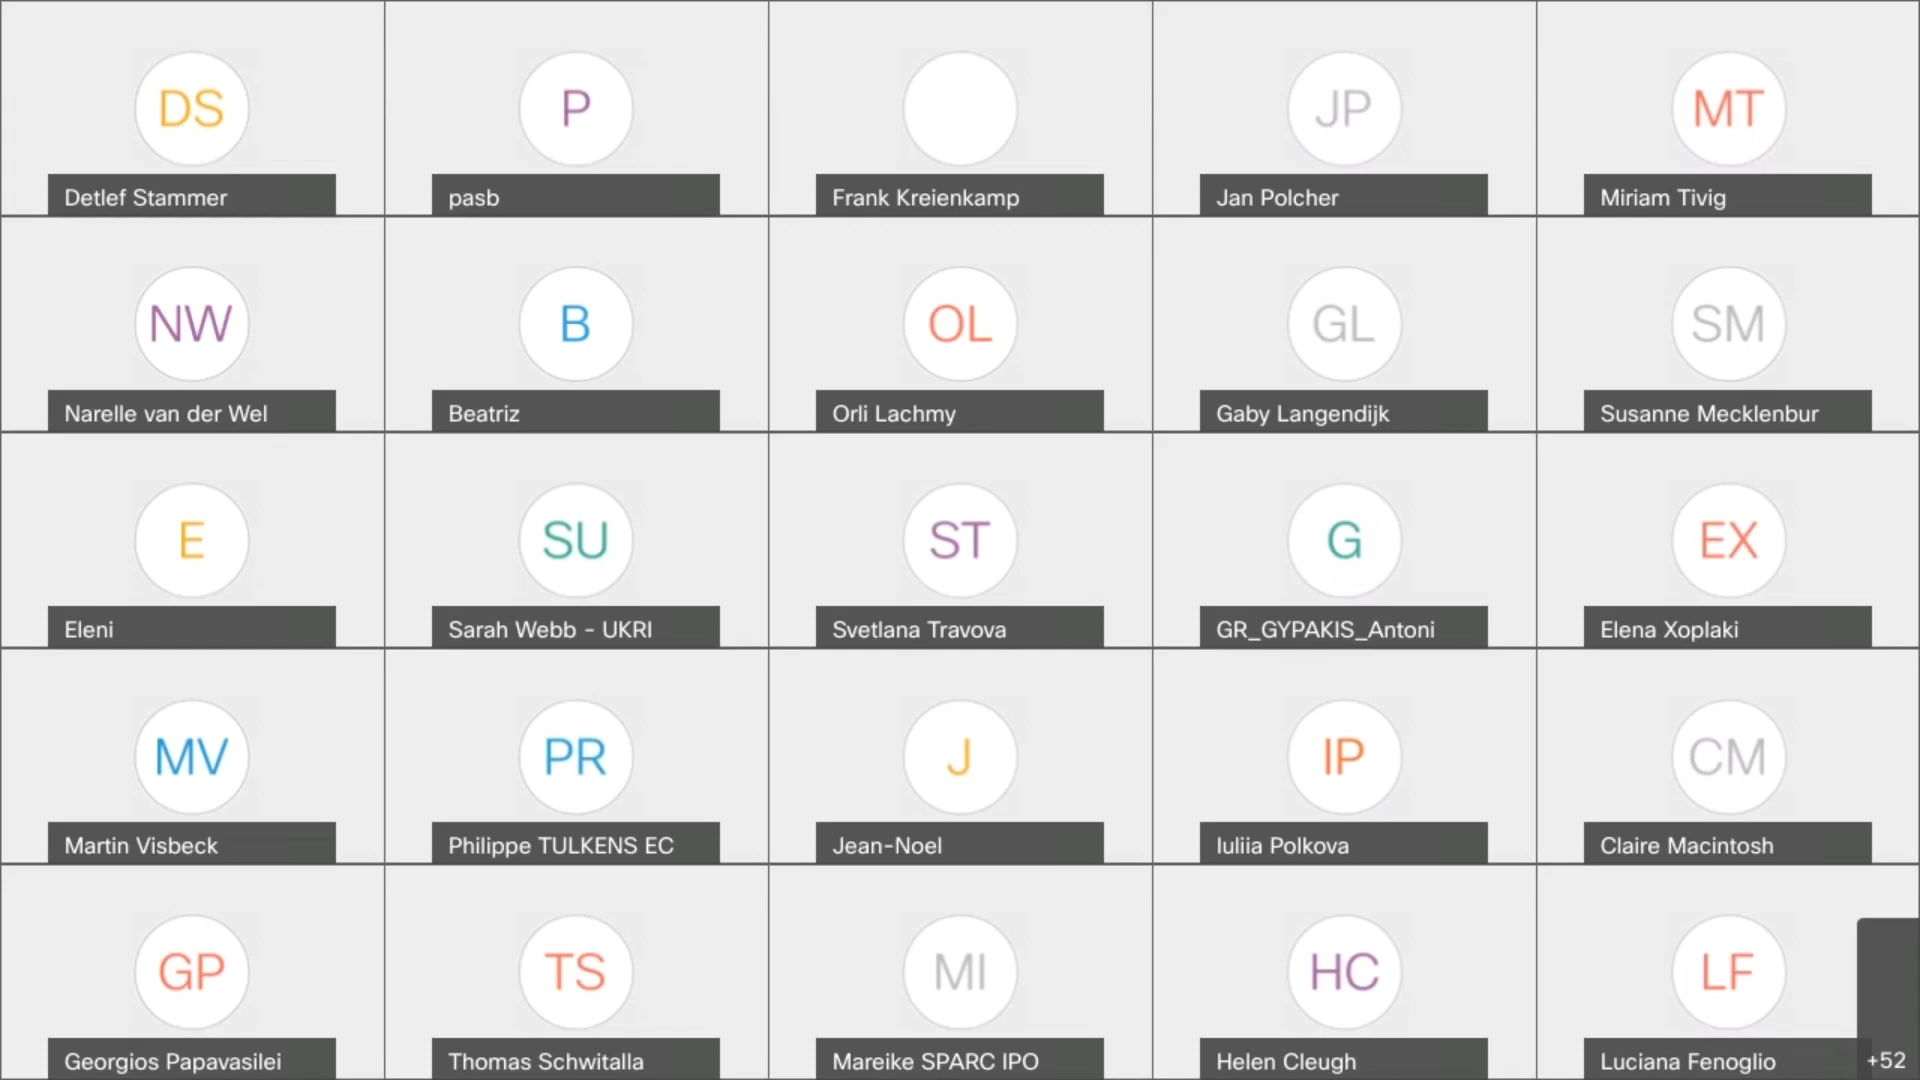 DS
P
JP
MT
Detlef Stammer
pasb
Frank Kreienkamp
Jan Polcher
Miriam Tivig
NW
B
OL
GL
SM
Narelle van der Wel
Beatriz
Orli Lachmy
Gaby Langendijk
Susanne Mecklenbur
E
SU
ST
G
EX
Eleni
Sarah Webb - UKRI
Svetlana Travova
GR_GYPAKIS_Antoni
Elena Xoplaki
MV
PR
J
IP
CM
Martin Visbeck
Philippe TULKENS EC
Jean-Noel
Iuliia Polkova
Claire Macintosh
GP
TS
MI
HC
LF
Georgios Papavasilei
Thomas Schwitalla
Mareike SPARC IPO
Helen Cleugh
Luciana Fenoglio
+52